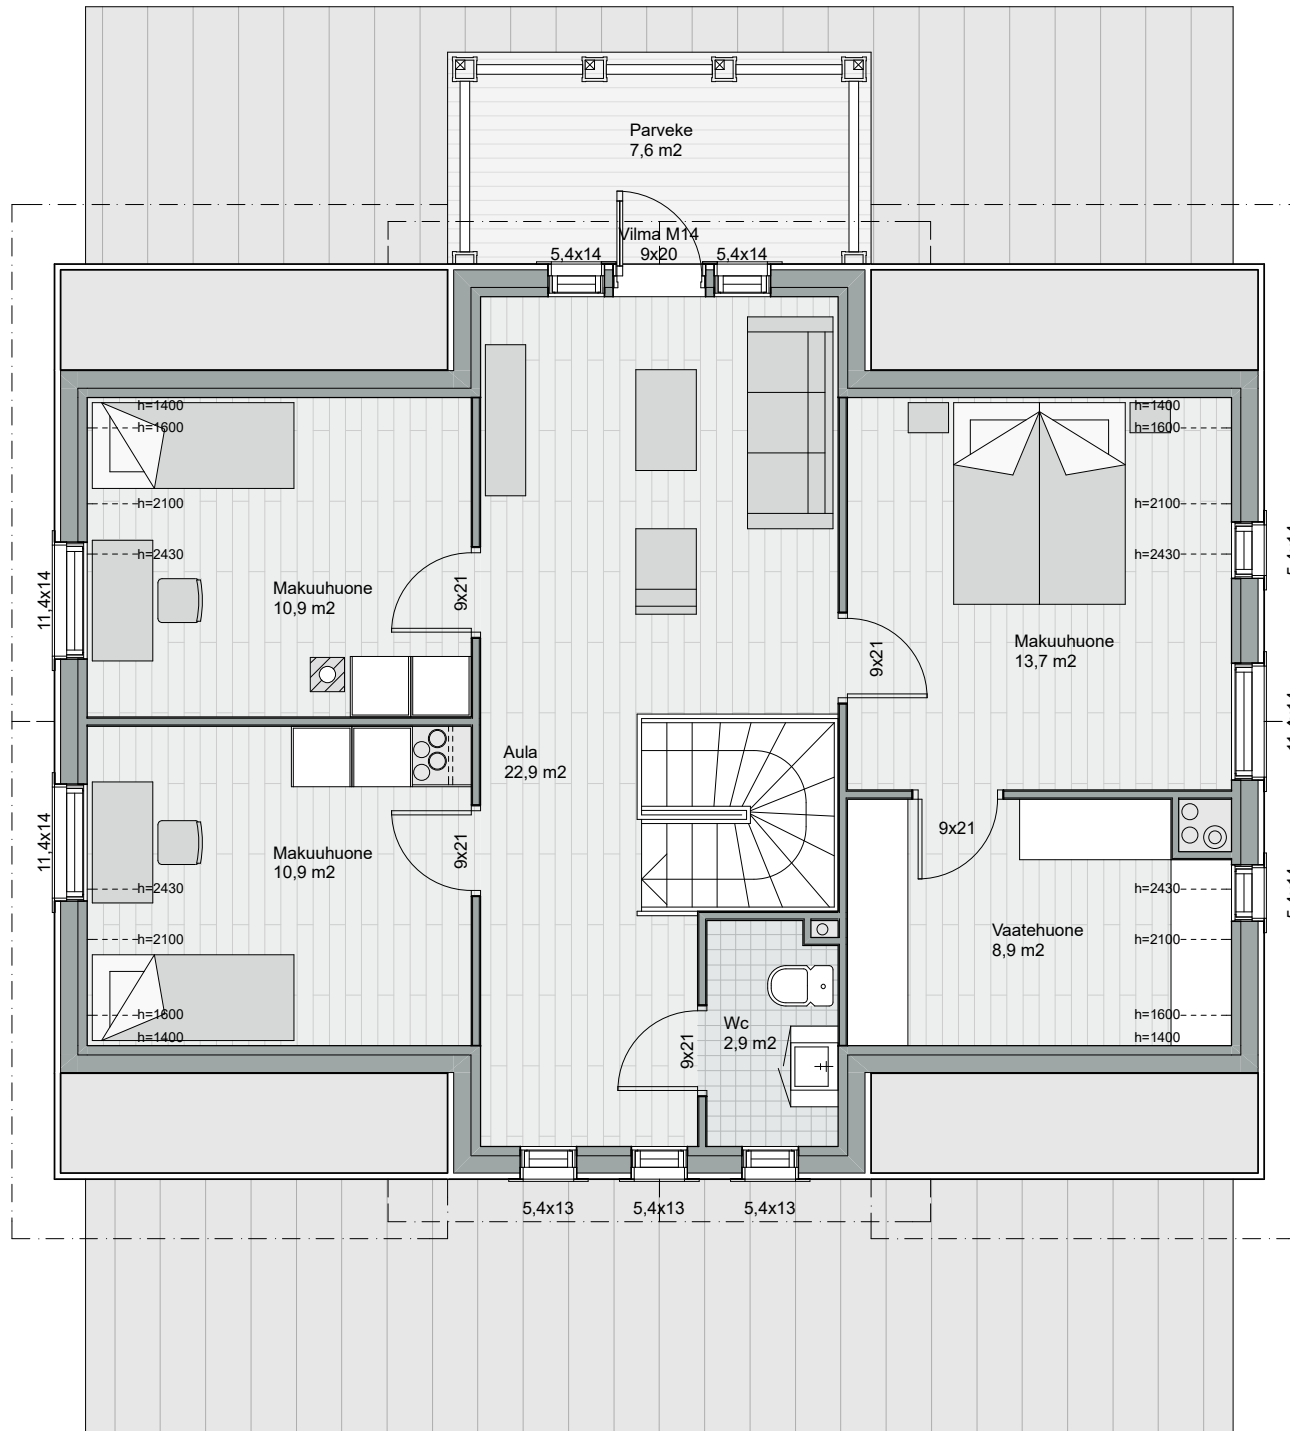 Parveke
7,6 m2
Vilma M14
5,4x14
9x20
5,4x14
h=1400
h=1600
h=2100
h=2430
h=1400
h=1600
h=2100
h=2430
11,4x14
Makuuhuone
10,9 m2
9x21
Makuuhuone
13,7 m2
9x21
Aula
22,9 m2
11,4x14
Makuuhuone
10,9 m2
9x21
9x21
h=2430
h=2100
h=1600
h=1400
Vaatehuone
8,9 m2
h=2430
h=2100
h=1600
h=1400
Wc
2,9 m2
9x21
5,4x13
5,4x13
5,4x13